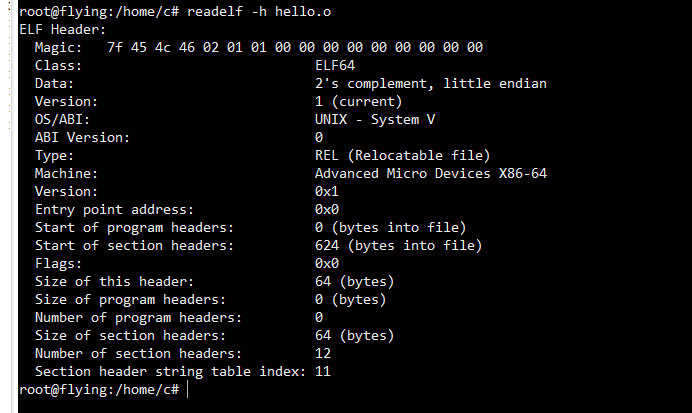 root@flying:/home/c# readelf -h hello.o
ELF Header:
Magic: 7f 45 4c 46 02 01 01 00 00 00 00 00 00 00 00 00
Class: ELF64
Data: 2's complement, little endian
Version: 1 (current)
OS/ABI: UNIX - System V
ABI Version: 0
Type: REL (Relocatable file)
Machine: Advanced Micro Devices X86-64
Version: 0x1
Entry point address: 0x0
Start of program headers: 0 (bytes into file)
Start of section headers: 624 (bytes into file)
Flags: 0x0
Size of this header: 64 (bytes)
Size of program headers: 0 (bytes)
Number of program headers: 0
Size of section headers: 64 (bytes)
Number of section headers: 12
Section header string table index: 11
root@flying:/home/c#